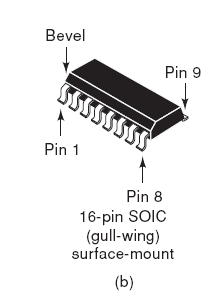 Bevel
Pin 9
Pin 1
Pin 8
16-pin SOIC
(gull-wing)
surface-mount
(b)